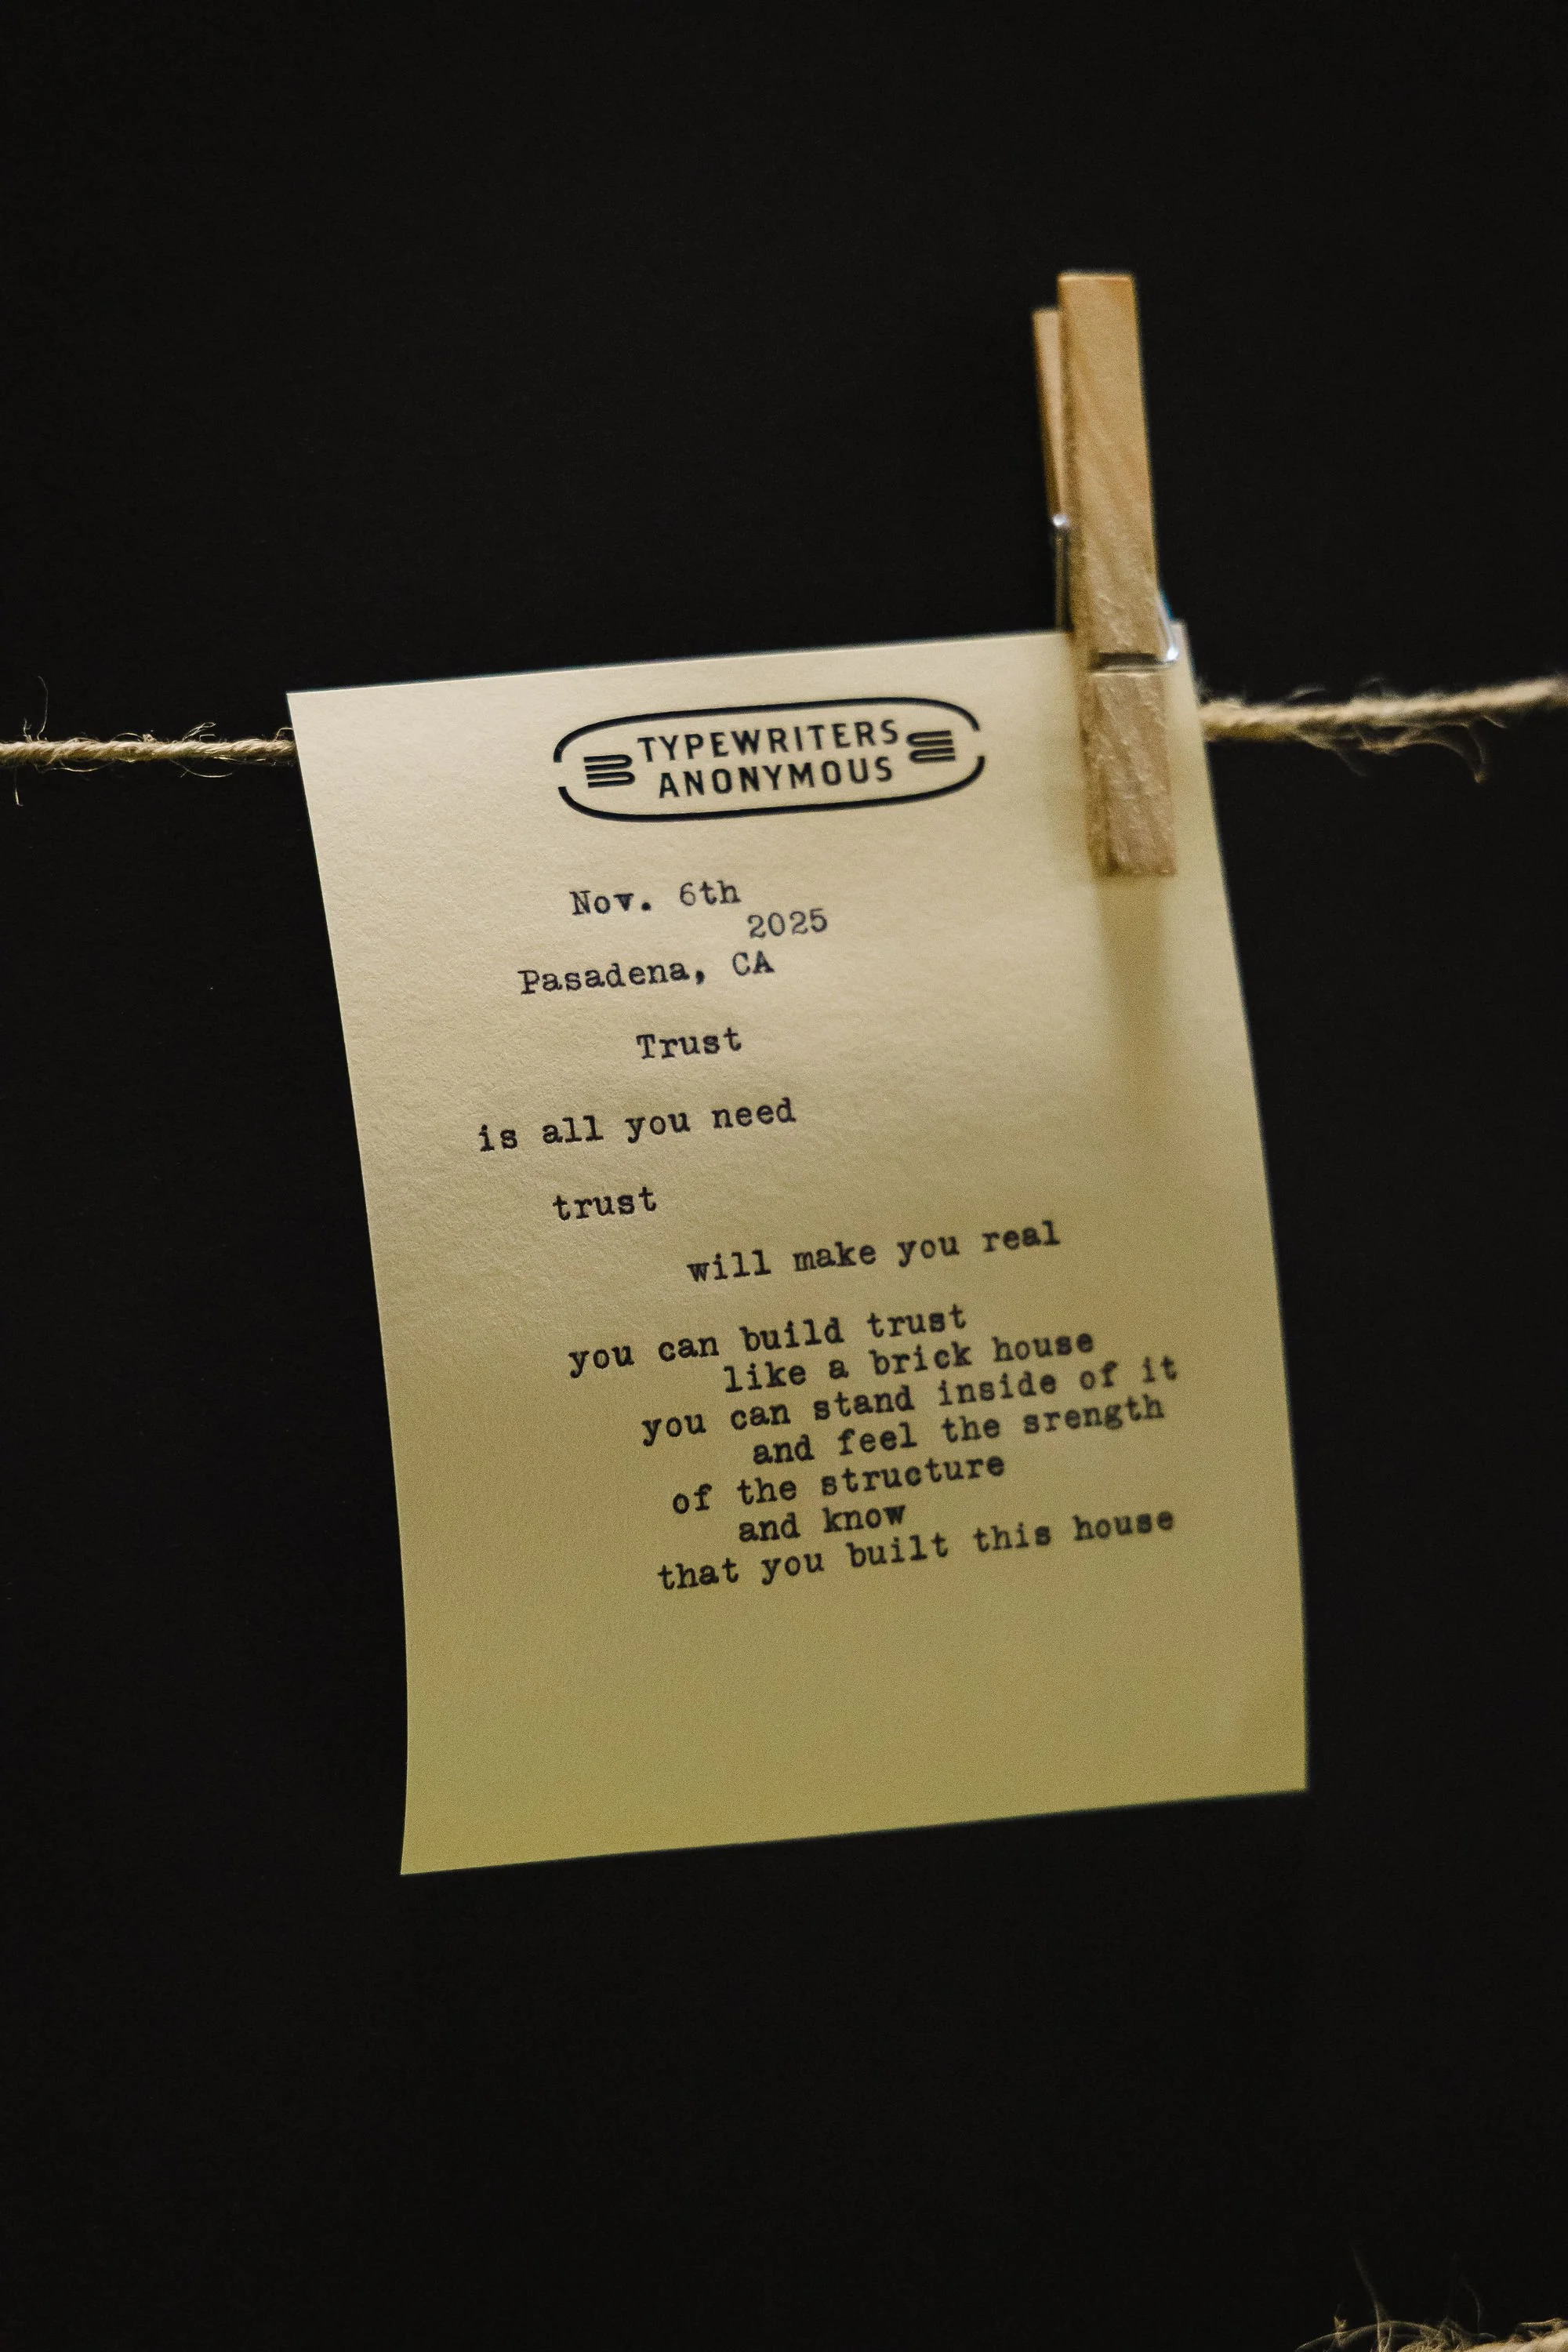 TYPEWRITERS
ANONYMOUS
Nov. 6th
2025
Pasadena, CA
Trust
is all you need
trust
will make you real
you can build trust
like a brick house
you can stand inside of it
and feel the srength
of the structure
and know
that you built this house